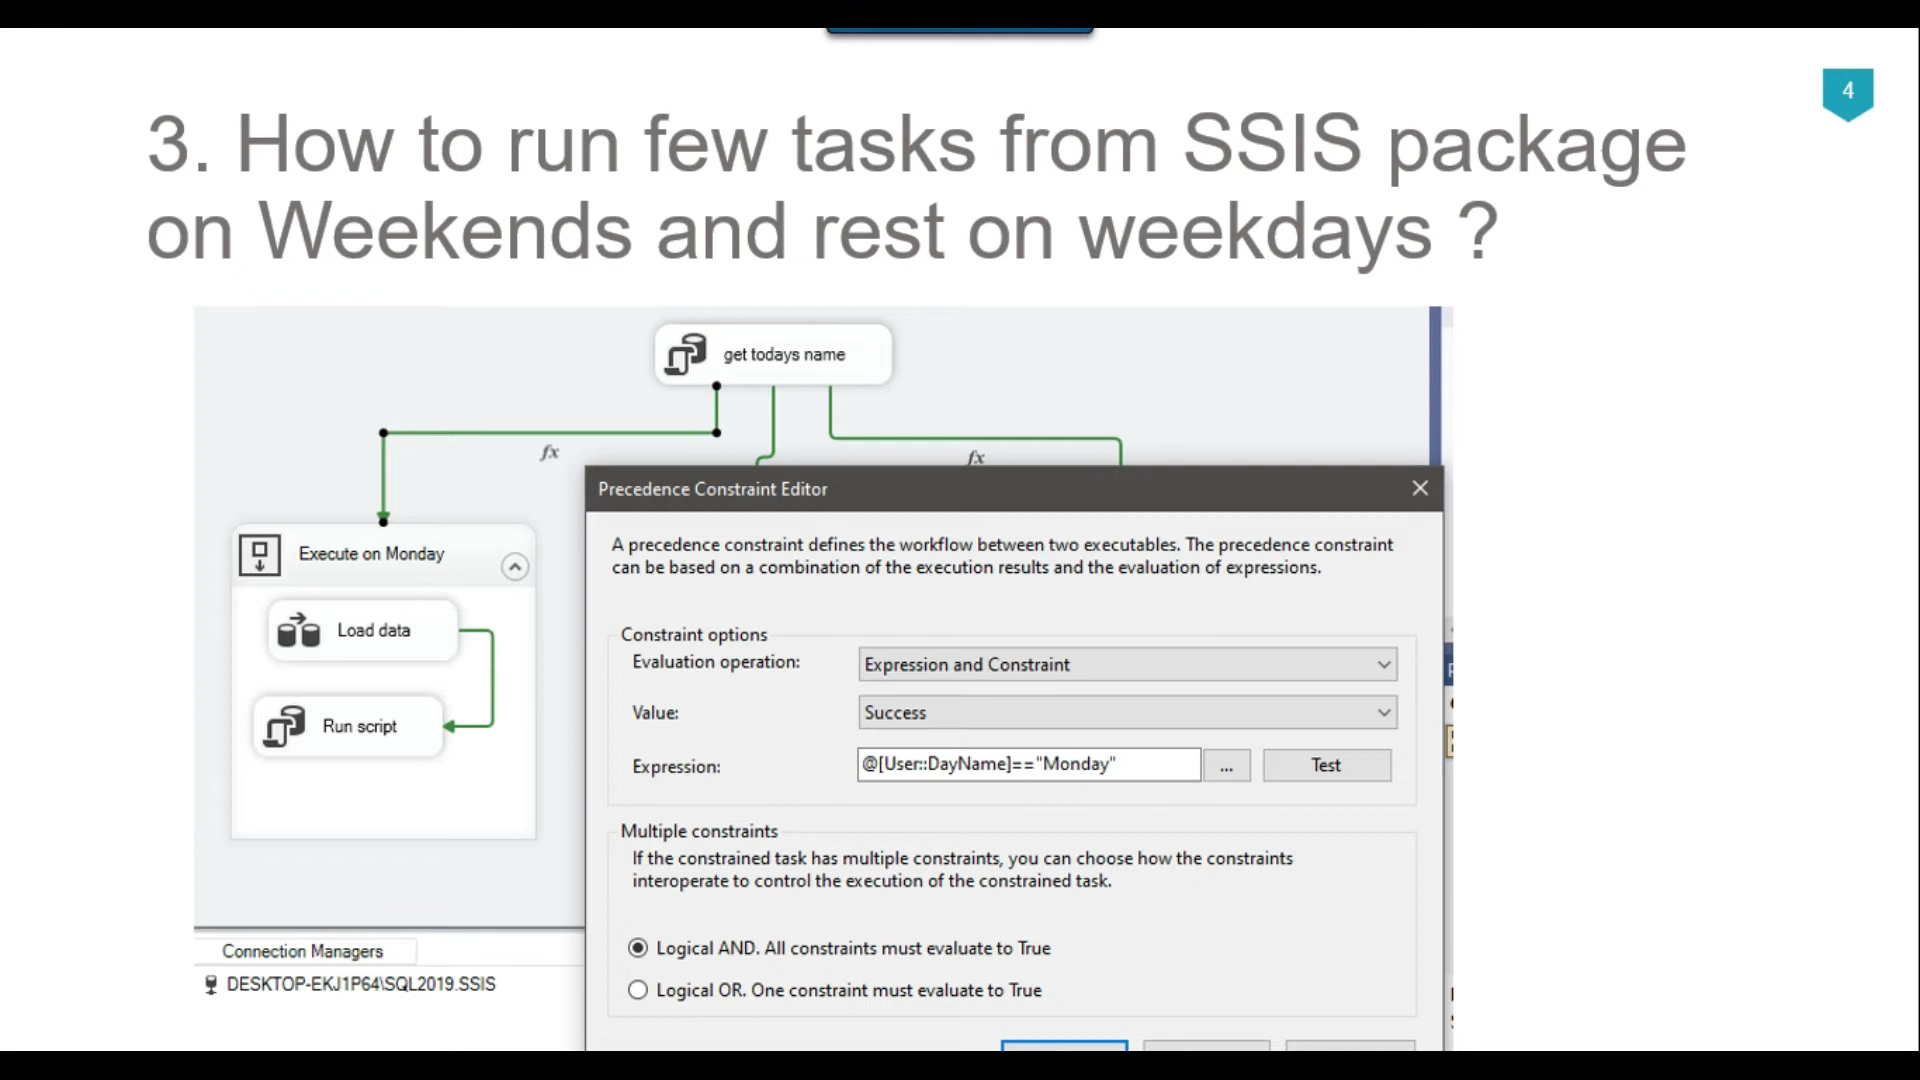 4
3. How to run few tasks from SSIS package
on Weekends and rest on weekdays ?
get todays name
fx
fx
Execute on Monday
Load data
Run script
Connection Managers
DESKTOP-EKJ1P64\SQL2019.SSIS
Precedence Constraint Editor
A precedence constraint defines the workflow between two executables. The precedence constraint
can be based on a combination of the execution results and the evaluation of expressions.
Constraint options
Evaluation operation: Expression and Constraint
Value: Success
Expression: @[User::DayName]=="Monday" ... Test
Multiple constraints
If the constrained task has multiple constraints, you can choose how the constraints
interoperate to control the execution of the constrained task.
Logical AND. All constraints must evaluate to True
Logical OR. One constraint must evaluate to True